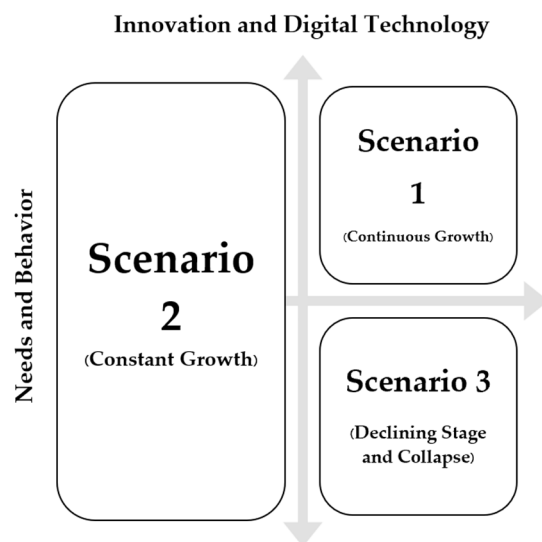 Innovation and Digital Technology
Needs and Behavior
Scenario
2
(Constant Growth)
Scenario
1
(Continuous Growth)
Scenario 3
(Declining Stage
and Collapse)